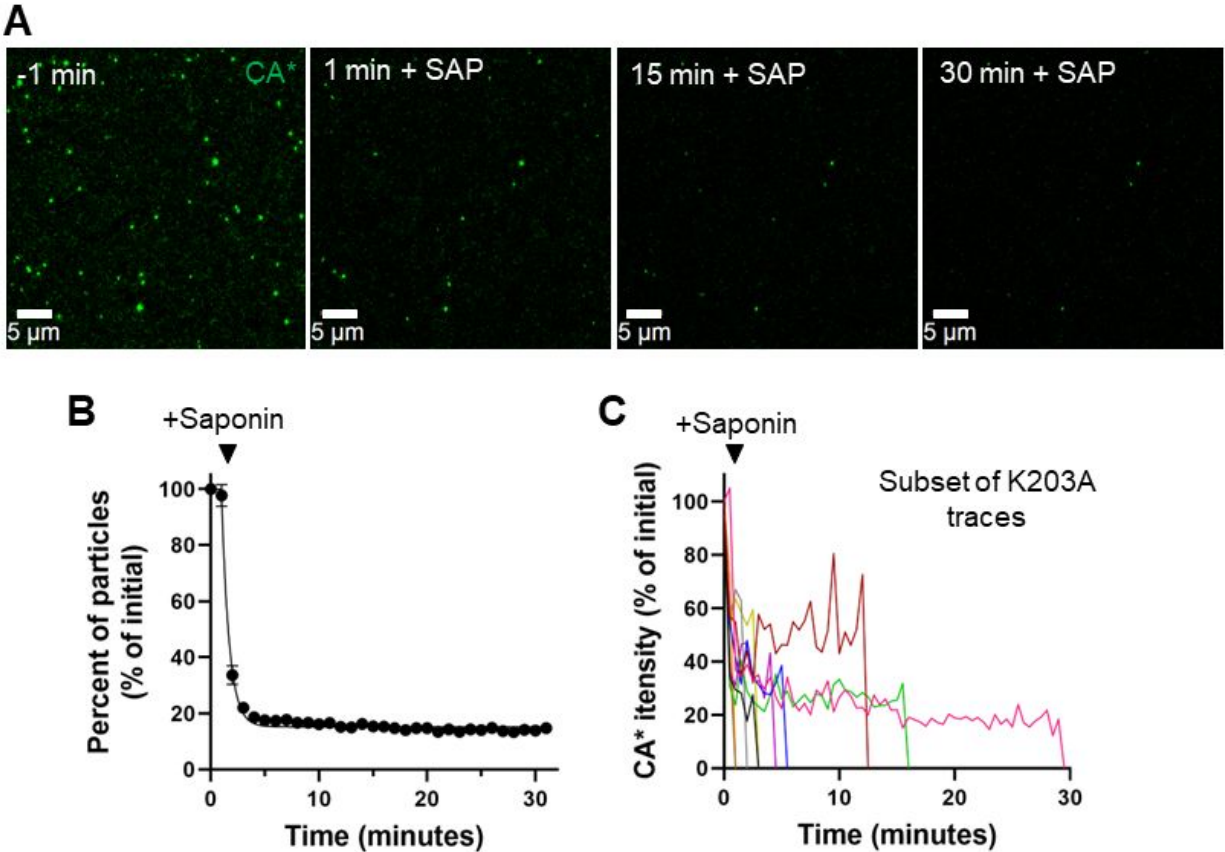 A
-1 min
CA*
1 min + SAP
15 min + SAP
30 min + SAP
5 µm
5 µm
5 µm
5 µm
B
+Saponin
Percent of particles
(% of initial)
100
80
60
40
20
0
0
10
20
30
Time (minutes)
C
+Saponin
Subset of K203A
traces
CA* itensity (% of initial)
100
80
60
40
20
0
0
10
20
30
Time (minutes)